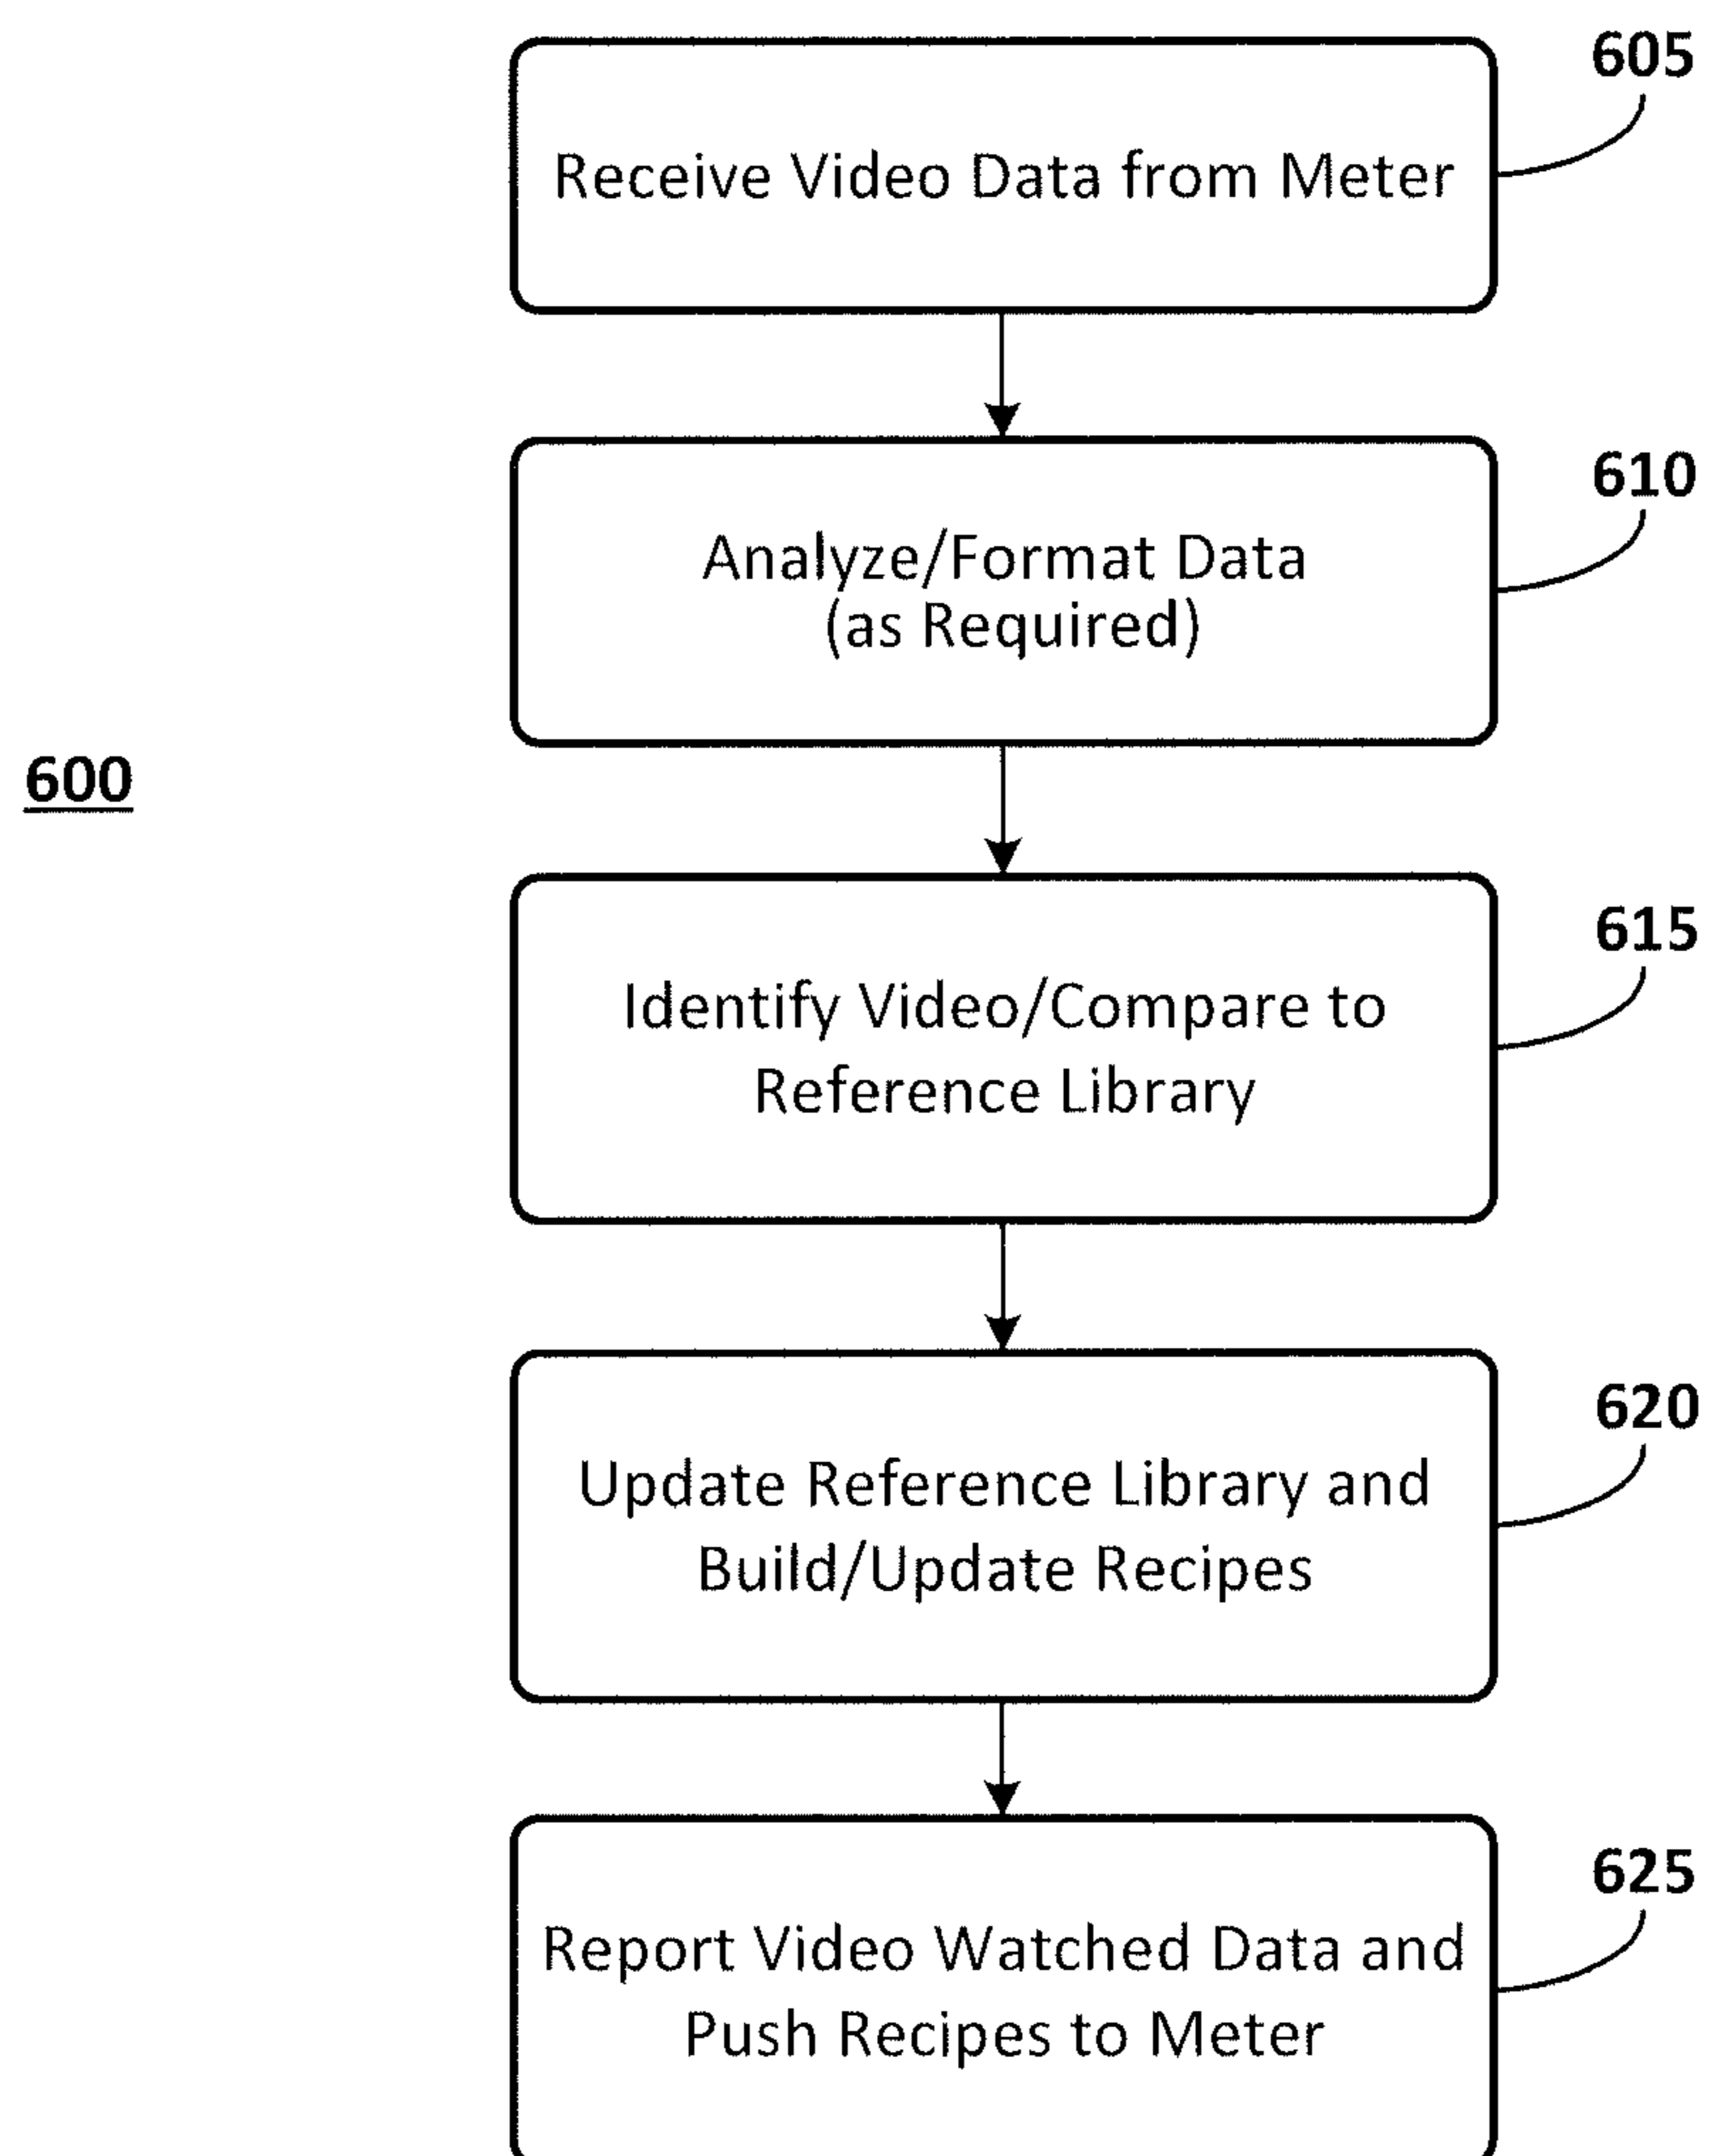 605
Receive Video Data from Meter
610
Analyze/Format Data
(as Required)
600
615
Identify Video/Compare to
Reference Library
620
Update Reference Library and
Build/Update Recipes
625
Report Video Watched Data and
Push Recipes to Meter